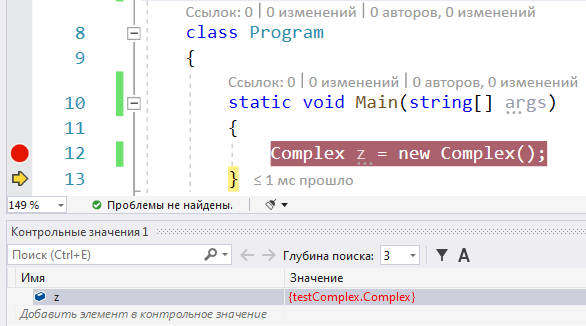 Ссылок: 0 | 0 изменений | 0 авторов, 0 изменений
8 class Program
9 {
Ссылок: 0 | 0 изменений | 0 авторов, 0 изменений
10 static void Main(string[] args)
11 {
12 Complex z = new Complex();
13 } ≤ 1 мс прошло
149 % Проблемы не найдены.
Контрольные значения 1
Поиск (Ctrl+E) Глубина поиска: 3 A
Имя Значение
z {testComplex.Complex}
Добавить элемент в контрольное значение